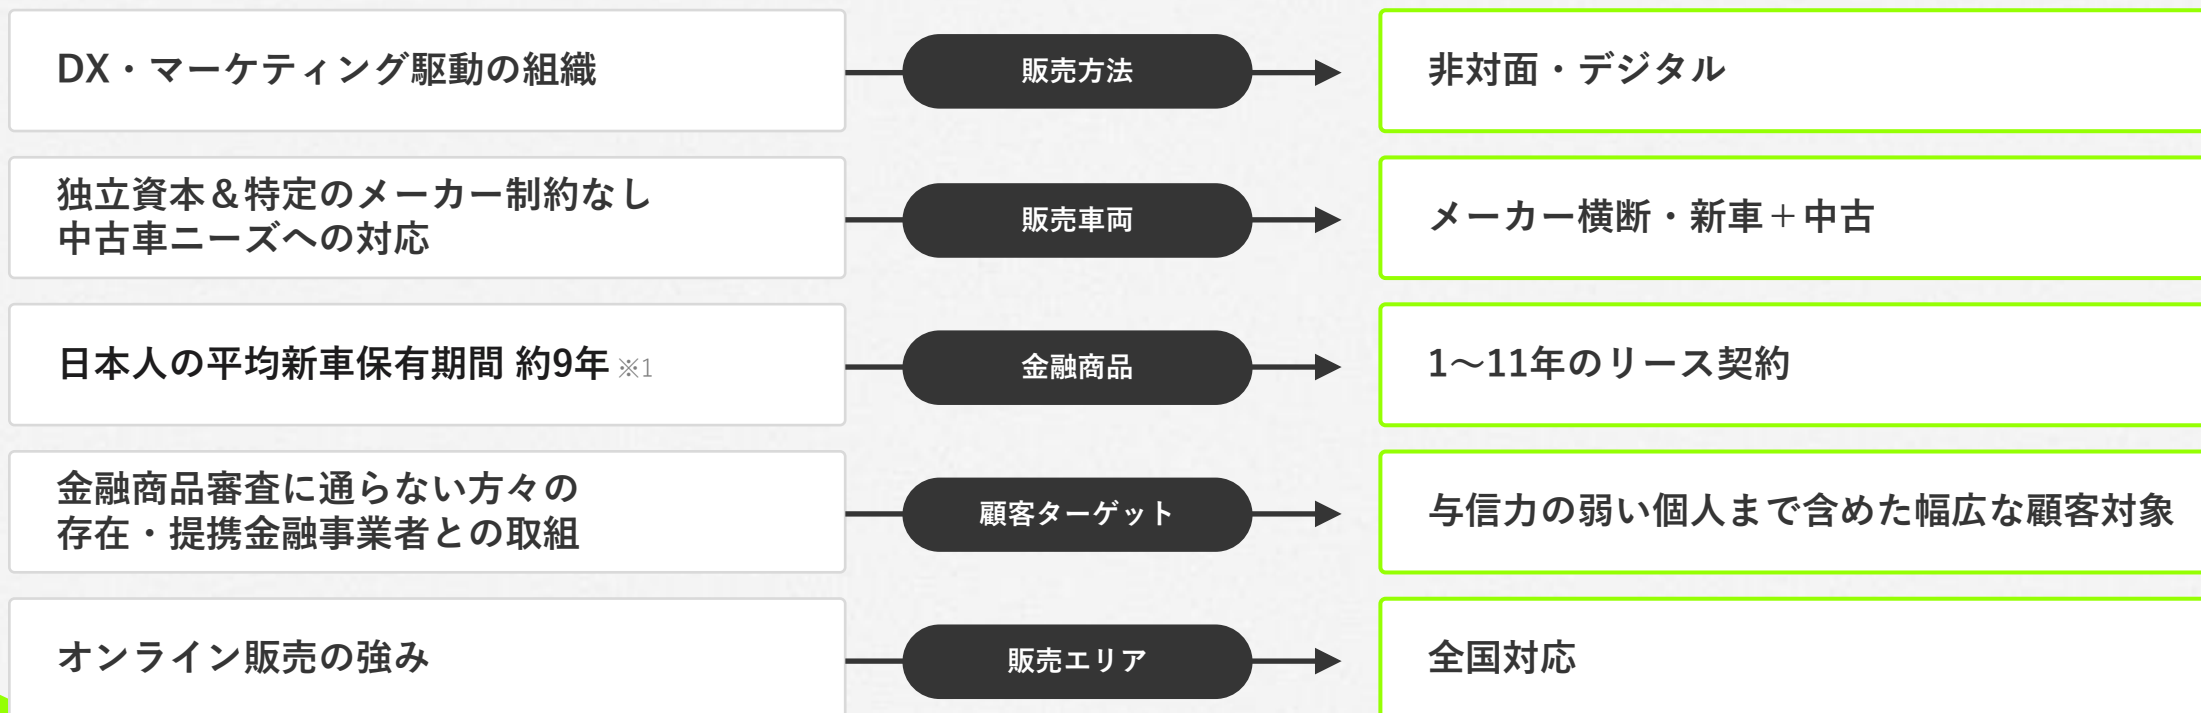 DX・マーケティング駆動の組織
販売方法
非対面・デジタル
独立資本＆特定のメーカー制約なし
中古車ニーズへの対応
販売車両
メーカー横断・新車＋中古
日本人の平均新車保有期間 約9年 ※1
金融商品
1〜11年のリース契約
金融商品審査に通らない方々の
存在・提携金融事業者との取組
顧客ターゲット
与信力の弱い個人まで含めた幅広な顧客対象
オンライン販売の強み
販売エリア
全国対応